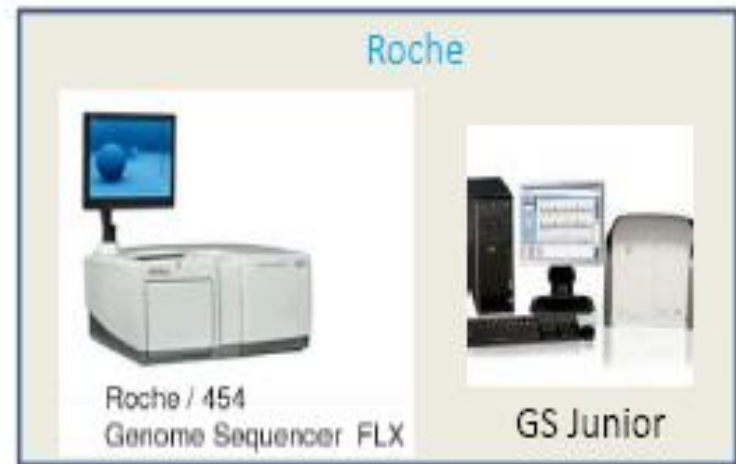 Roche
Roche / 454
Genome Sequencer FLX
GS Junior